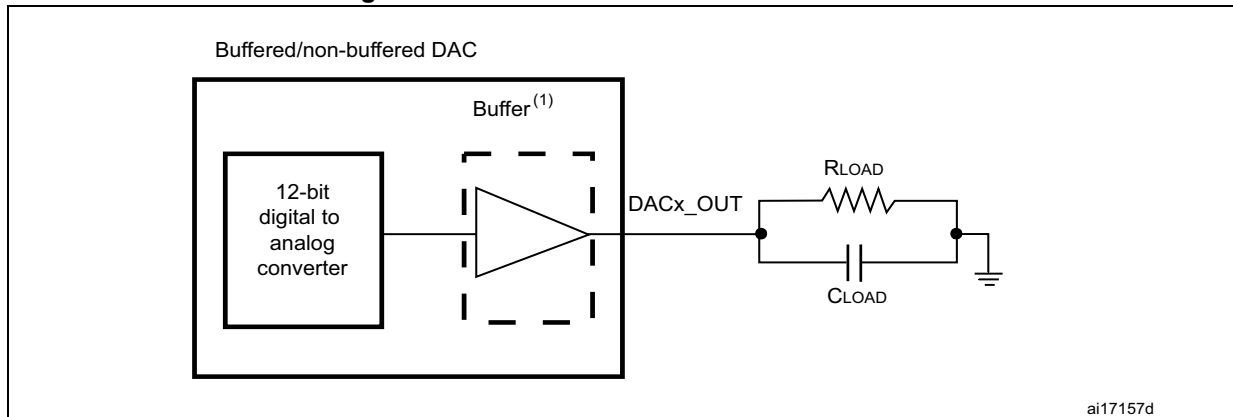 Buffered/non-buffered DAC
Buffer(1)
12-bit
digital to
analog
converter
DACx_OUT
RLOAD
CLOAD
ai17157d